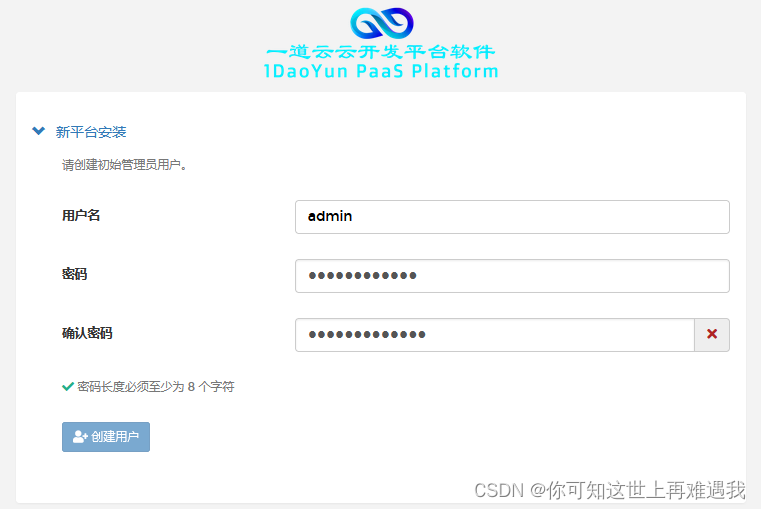 一道云云开发平台软件
1DaoYun PaaS Platform
新平台安装
请创建初始管理员用户。
用户名
admin
密码
●●●●●●●●●●●●
确认密码
●●●●●●●●●●●●●
密码长度必须至少为 8 个字符
创建用户
CSDN @你可知这世上再难遇我